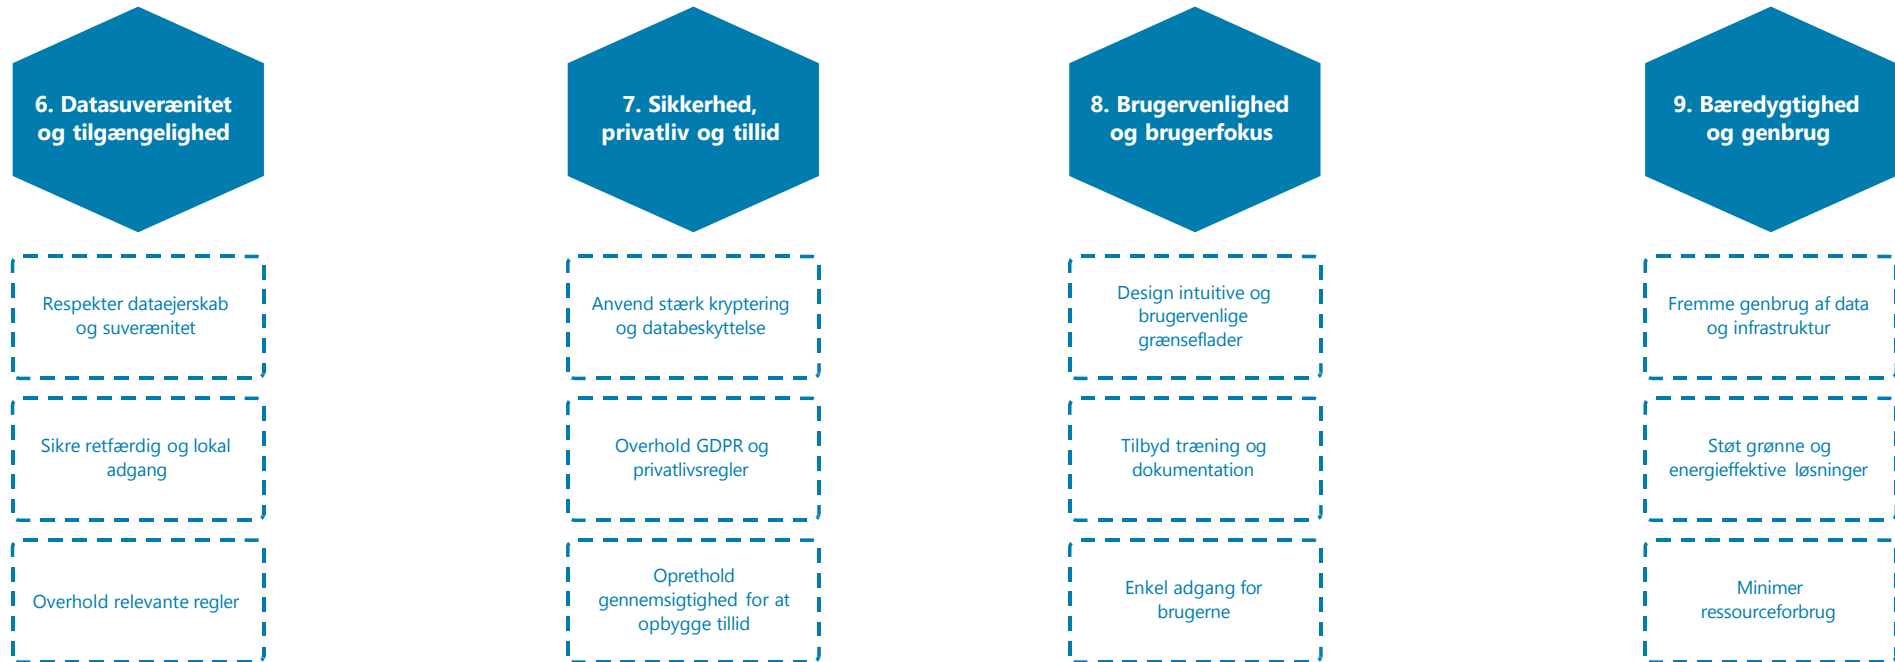 6. Datasuverænitet
og tilgængelighed
Respekter dataejerskab
og suverænitet
Sikre retfærdig og lokal
adgang
Overhold relevante regler
7. Sikkerhed,
privatliv og tillid
Anvend stærk kryptering
og databeskyttelse
Overhold GDPR og
privatlivsregler
Oprethold
gennemsigtighed for at
opbygge tillid
8. Brugervenlighed
og brugerfokus
Design intuitive og
brugervenlige
grænseflader
Tilbyd træning og
dokumentation
Enkel adgang for
brugerne
9. Bæredygtighed
og genbrug
Fremme genbrug af data
og infrastruktur
Støt grønne og
energieffektive løsninger
Minimer
ressourceforbrug